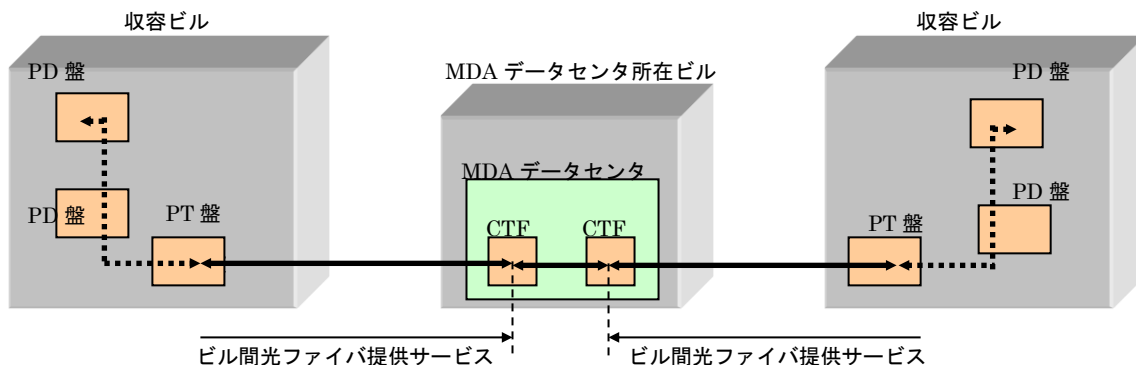 収容ビル
収容ビル
PD 盤
MDA データセンタ所在ビル
PD 盤
MDA データセンタ
PD 盤
PT 盤
CTF
CTF
PT 盤
PD 盤
ビル間光ファイバ提供サービス
ビル間光ファイバ提供サービス